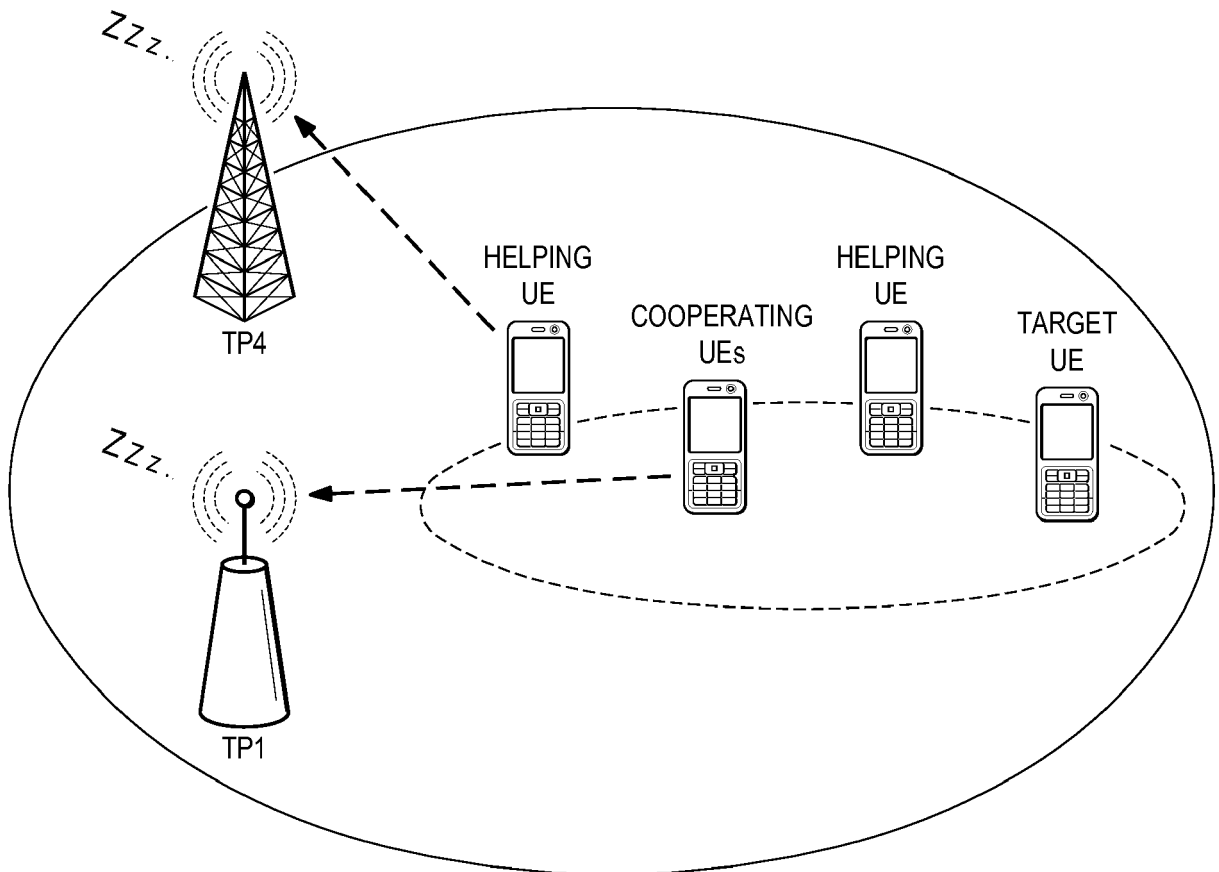 ZZZ..
HELPING
UE
HELPING
UE
COOPERATING
UEs
TARGET
UE
TP4
ZZZ..
TP1